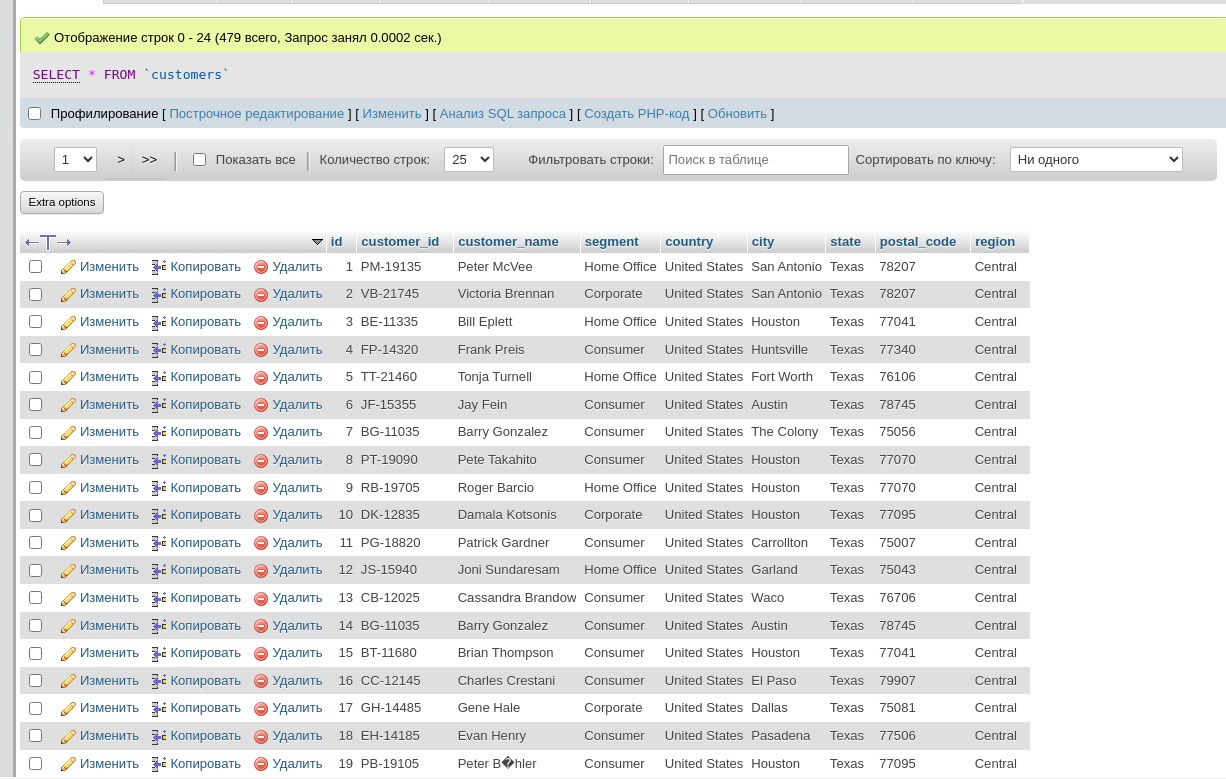 Отображение строк 0 - 24 (479 всего, Запрос занял 0.0002 сек.)
SELECT * FROM `customers`
Профилирование [ Построчное редактирование ] [ Изменить ] [ Анализ SQL запроса ] [ Создать PHP-код ] [ Обновить ]
1 > >> Показать все Количество строк: 25 Фильтровать строки: Поиск в таблице Сортировать по ключу: Ни одного
Extra options
←T→ id customer_id customer_name segment country city state postal_code region
Изменить Копировать Удалить 1 PM-19135 Peter McVee Home Office United States San Antonio Texas 78207 Central
Изменить Копировать Удалить 2 VB-21745 Victoria Brennan Corporate United States San Antonio Texas 78207 Central
Изменить Копировать Удалить 3 BE-11335 Bill Eplett Home Office United States Houston Texas 77041 Central
Изменить Копировать Удалить 4 FP-14320 Frank Preis Consumer United States Huntsville Texas 77340 Central
Изменить Копировать Удалить 5 TT-21460 Tonja Turnell Home Office United States Fort Worth Texas 76106 Central
Изменить Копировать Удалить 6 JF-15355 Jay Fein Consumer United States Austin Texas 78745 Central
Изменить Копировать Удалить 7 BG-11035 Barry Gonzalez Consumer United States The Colony Texas 75056 Central
Изменить Копировать Удалить 8 PT-19090 Pete Takahito Consumer United States Houston Texas 77070 Central
Изменить Копировать Удалить 9 RB-19705 Roger Barcio Home Office United States Houston Texas 77070 Central
Изменить Копировать Удалить 10 DK-12835 Damala Kotsonis Corporate United States Houston Texas 77095 Central
Изменить Копировать Удалить 11 PG-18820 Patrick Gardner Consumer United States Carrollton Texas 75007 Central
Изменить Копировать Удалить 12 JS-15940 Joni Sundaresam Home Office United States Garland Texas 75043 Central
Изменить Копировать Удалить 13 CB-12025 Cassandra Brandow Consumer United States Waco Texas 76706 Central
Изменить Копировать Удалить 14 BG-11035 Barry Gonzalez Consumer United States Austin Texas 78745 Central
Изменить Копировать Удалить 15 BT-11680 Brian Thompson Consumer United States Houston Texas 77041 Central
Изменить Копировать Удалить 16 CC-12145 Charles Crestani Consumer United States El Paso Texas 79907 Central
Изменить Копировать Удалить 17 GH-14485 Gene Hale Corporate United States Dallas Texas 75081 Central
Изменить Копировать Удалить 18 EH-14185 Evan Henry Consumer United States Pasadena Texas 77506 Central
Изменить Копировать Удалить 19 PB-19105 Peter B�hler Consumer United States Houston Texas 77095 Central